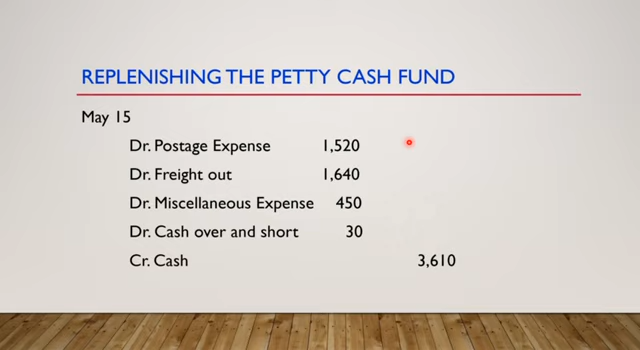 REPLENISHING THE PETTY CASH FUND
May 15
Dr. Postage Expense 1,520
Dr. Freight out 1,640
Dr. Miscellaneous Expense 450
Dr. Cash over and short 30
Cr. Cash 3,610